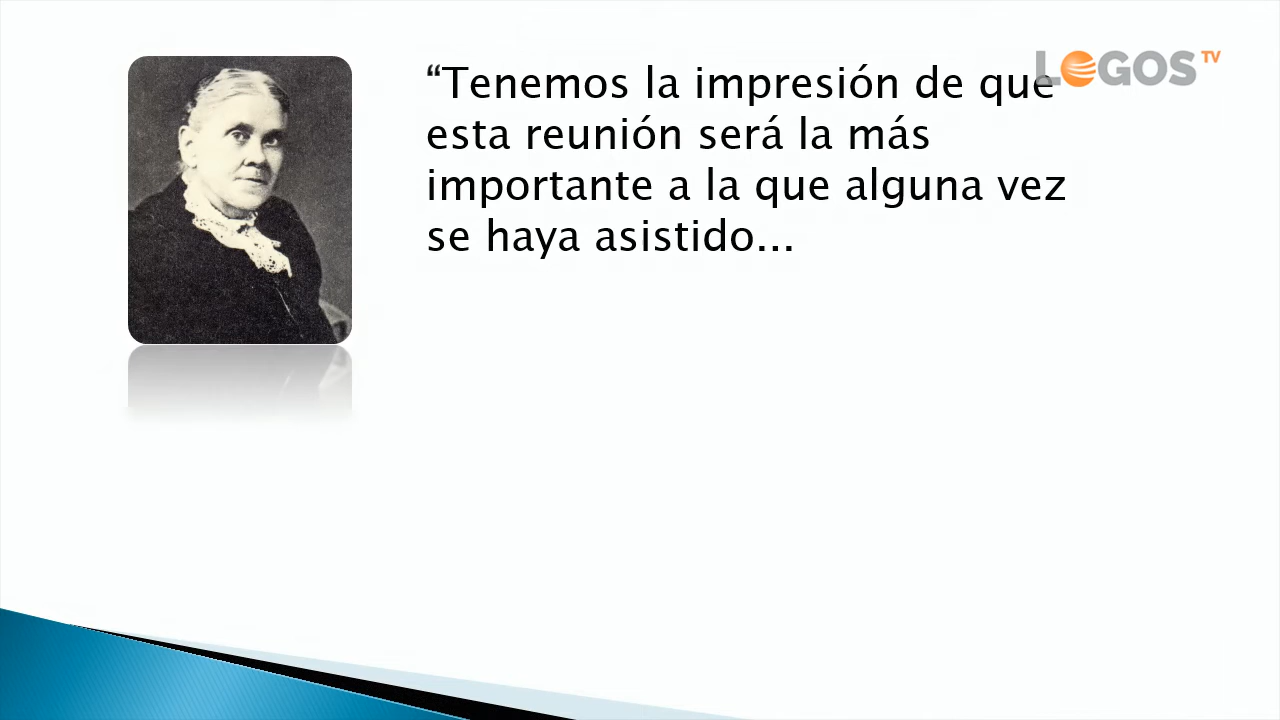 LOGOS TV
“Tenemos la impresión de que
esta reunión será la más
importante a la que alguna vez
se haya asistido...